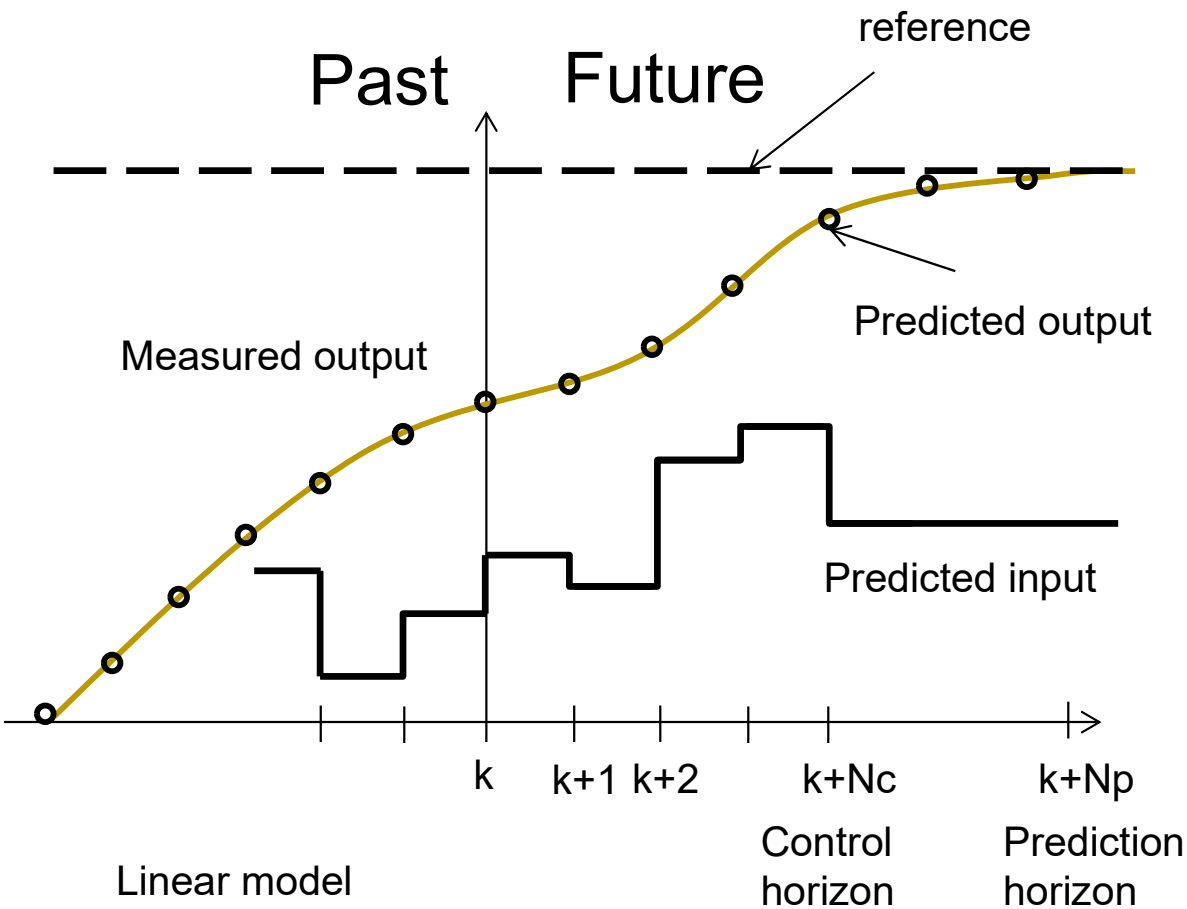 reference
Past Future
Measured output
Predicted output
Predicted input
k k+1 k+2 k+Nc k+Np
Control
horizon
Prediction
horizon
Linear model